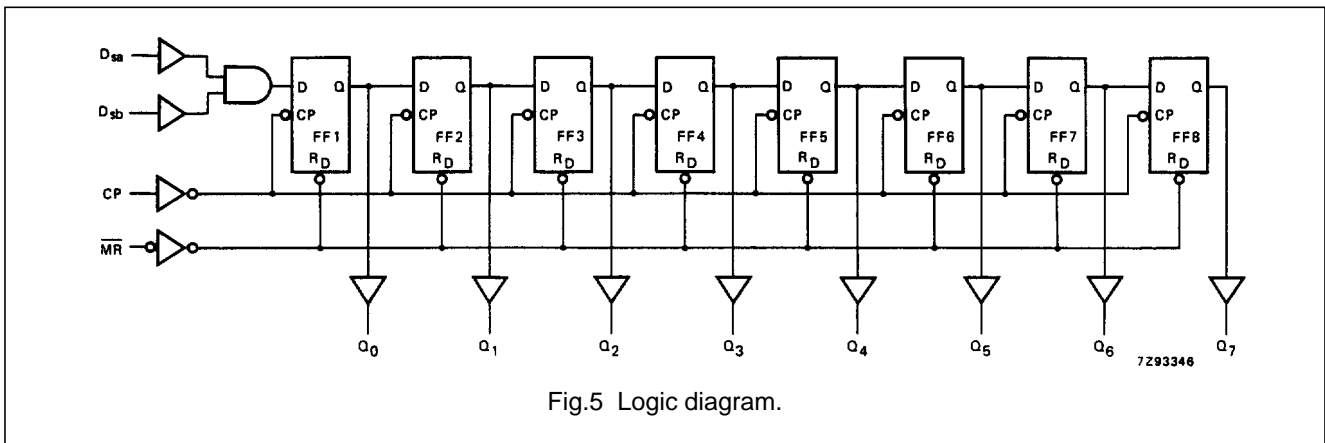 Dsa
Dsb
D Q D Q D Q D Q D Q D Q D Q D Q
CP CP CP CP CP CP CP CP
FF1 FF2 FF3 FF4 FF5 FF6 FF7 FF8
RD RD RD RD RD RD RD RD
CP
MR
Q0 Q1 Q2 Q3 Q4 Q5 Q6 Q7
7Z93346
Fig.5 Logic diagram.